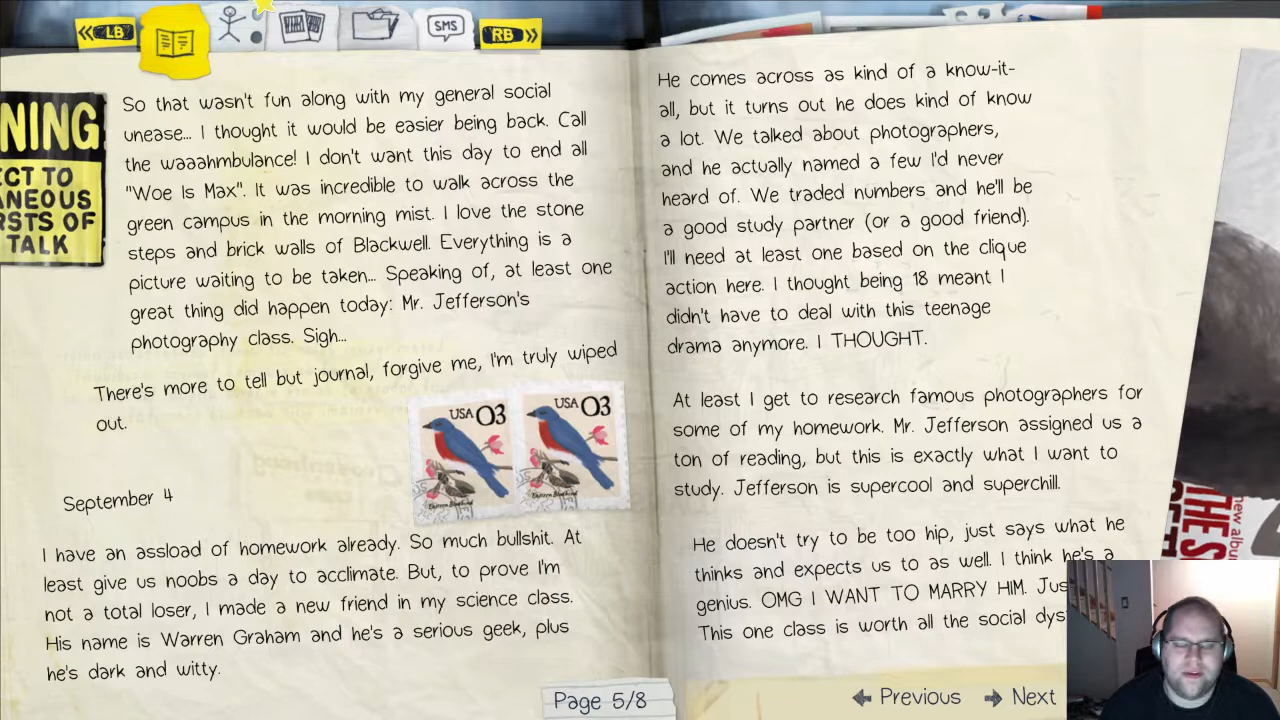 LB
SMS
RB
NING
ECT TO
ANEOUS
RSTS OF
TALK
So that wasn't fun along with my general social
unease... I thought it would be easier being back. Call
the waaahmbulance! I don't want this day to end all
"Woe Is Max". It was incredible to walk across the
green campus in the morning mist. I love the stone
steps and brick walls of Blackwell. Everything is a
picture waiting to be taken... Speaking of, at least one
great thing did happen today: Mr. Jefferson's
photography class. Sigh...
There's more to tell but journal, forgive me, I'm truly wiped
out.
USA 03
USA 03
Eastern Bluebird
Eastern Bluebird
September 4
I have an assload of homework already. So much bullshit. At
least give us noobs a day to acclimate. But, to prove I'm
not a total loser, I made a new friend in my science class.
His name is Warren Graham and he's a serious geek, plus
he's dark and witty.
He comes across as kind of a know-it-
all, but it turns out he does kind of know
a lot. We talked about photographers,
and he actually named a few I'd never
heard of. We traded numbers and he'll be
a good study partner (or a good friend).
I'll need at least one based on the clique
action here. I thought being 18 meant I
didn't have to deal with this teenage
drama anymore. I THOUGHT.
At least I get to research famous photographers for
some of my homework. Mr. Jefferson assigned us a
ton of reading, but this is exactly what I want to
study. Jefferson is supercool and superchill.
He doesn't try to be too hip, just says what he
thinks and expects us to as well. I think he's a
genius. OMG I WANT TO MARRY HIM. Jus
This one class is worth all the social dys
THE S
new albu
Page 5/8
Previous
Next